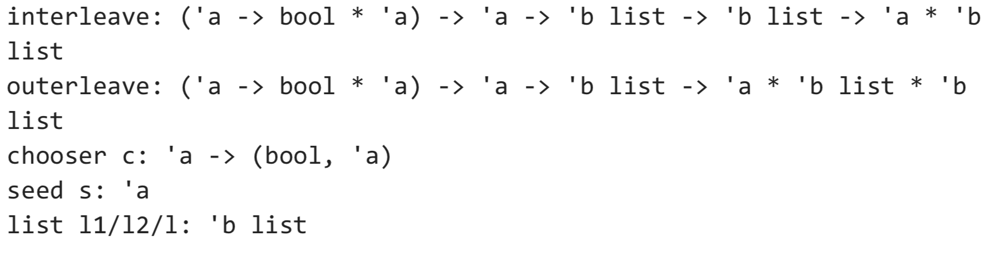 interleave: ('a -> bool * 'a) -> 'a -> 'b list -> 'b list -> 'a * 'b
list
outerleave: ('a -> bool * 'a) -> 'a -> 'b list -> 'a * 'b list * 'b
list
chooser c: 'a -> (bool, 'a)
seed s: 'a
list l1/l2/l: 'b list